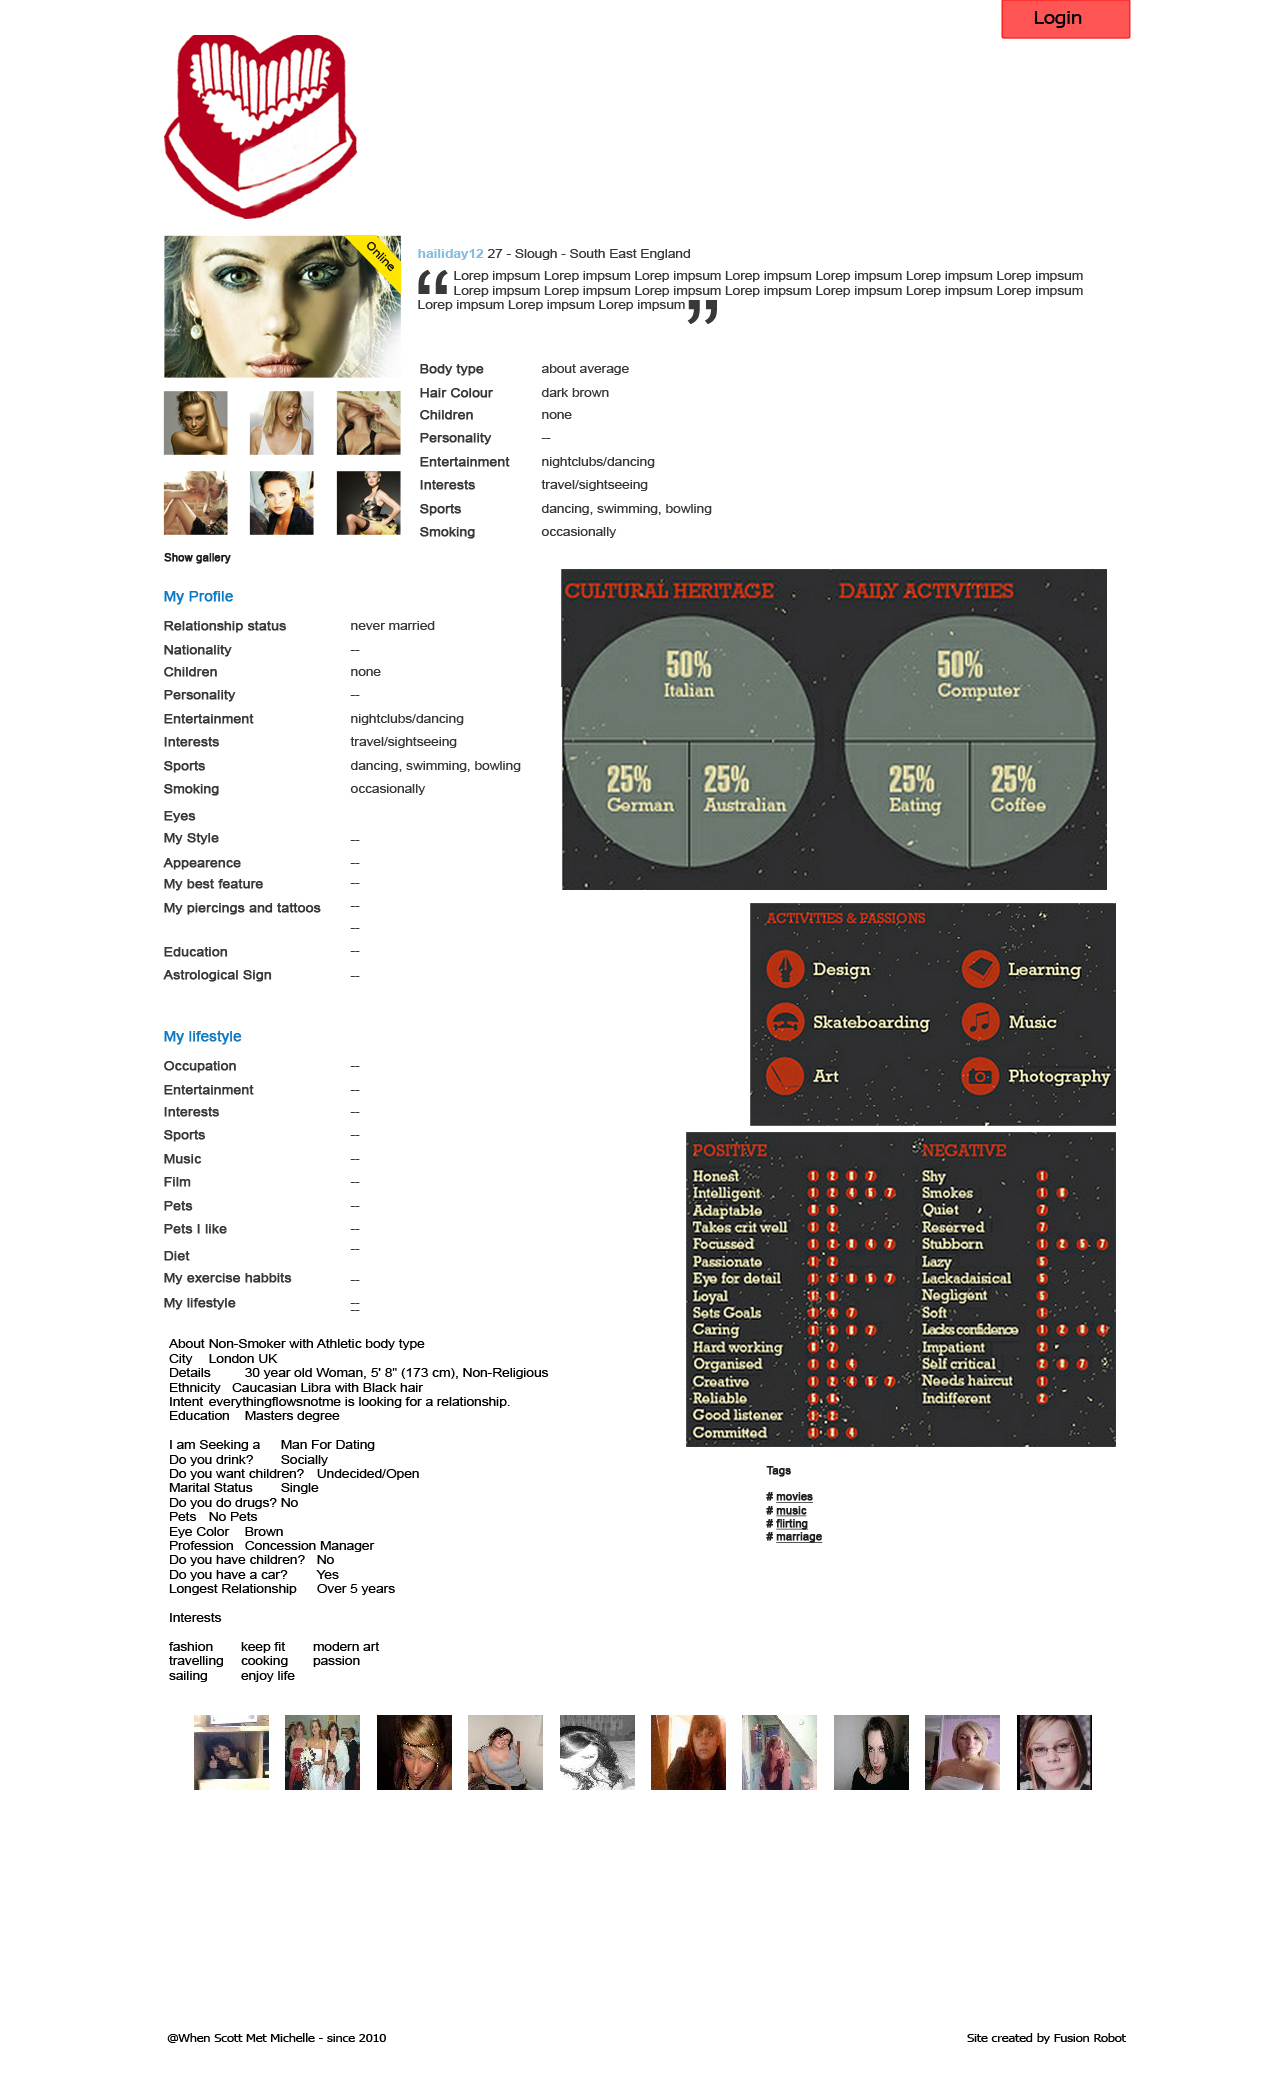 Login
Online
hailiday12 27 - Slough - South East England
“ Lorep impsum Lorep impsum Lorep impsum Lorep impsum Lorep impsum Lorep impsum Lorep impsum
Lorep impsum Lorep impsum Lorep impsum Lorep impsum Lorep impsum Lorep impsum Lorep impsum
Lorep impsum Lorep impsum Lorep impsum ”
Body type about average
Hair Colour dark brown
Children none
Personality --
Entertainment nightclubs/dancing
Interests travel/sightseeing
Sports dancing, swimming, bowling
Smoking occasionally
Show gallery
My Profile
Relationship status never married
Nationality --
Children none
Personality --
Entertainment nightclubs/dancing
Interests travel/sightseeing
Sports dancing, swimming, bowling
Smoking occasionally
Eyes
My Style --
Appearence --
My best feature --
My piercings and tattoos --
--
Education --
Astrological Sign --
CULTURAL HERITAGE
50%
Italian
25%
German
25%
Australian
DAILY ACTIVITIES
50%
Computer
25%
Eating
25%
Coffee
ACTIVITIES & PASSIONS
Design Learning
Skateboarding Music
Art Photography
My lifestyle
Occupation --
Entertainment --
Interests --
Sports --
Music --
Film --
Pets --
Pets I like --
Diet --
My exercise habbits --
My lifestyle --
--
POSITIVE
Honest
Intelligent
Adaptable
Takes crit well
Focussed
Passionate
Eye for detail
Loyal
Sets Goals
Caring
Hard working
Organised
Creative
Reliable
Good listener
Committed
NEGATIVE
Shy
Smokes
Quiet
Reserved
Stubborn
Lazy
Lackadaisical
Negligent
Soft
Lacks confidence
Impatient
Self critical
Needs haircut
Indifferent
About Non-Smoker with Athletic body type
City London UK
Details 30 year old Woman, 5' 8" (173 cm), Non-Religious
Ethnicity Caucasian Libra with Black hair
Intent everythingflowsnotme is looking for a relationship.
Education Masters degree
I am Seeking a Man For Dating
Do you drink? Socially
Do you want children? Undecided/Open
Marital Status Single
Do you do drugs? No
Pets No Pets
Eye Color Brown
Profession Concession Manager
Do you have children? No
Do you have a car? Yes
Longest Relationship Over 5 years
Interests
fashion keep fit modern art
travelling cooking passion
sailing enjoy life
Tags
# movies
# music
# flirting
# marriage
@When Scott Met Michelle - since 2010
Site created by Fusion Robot